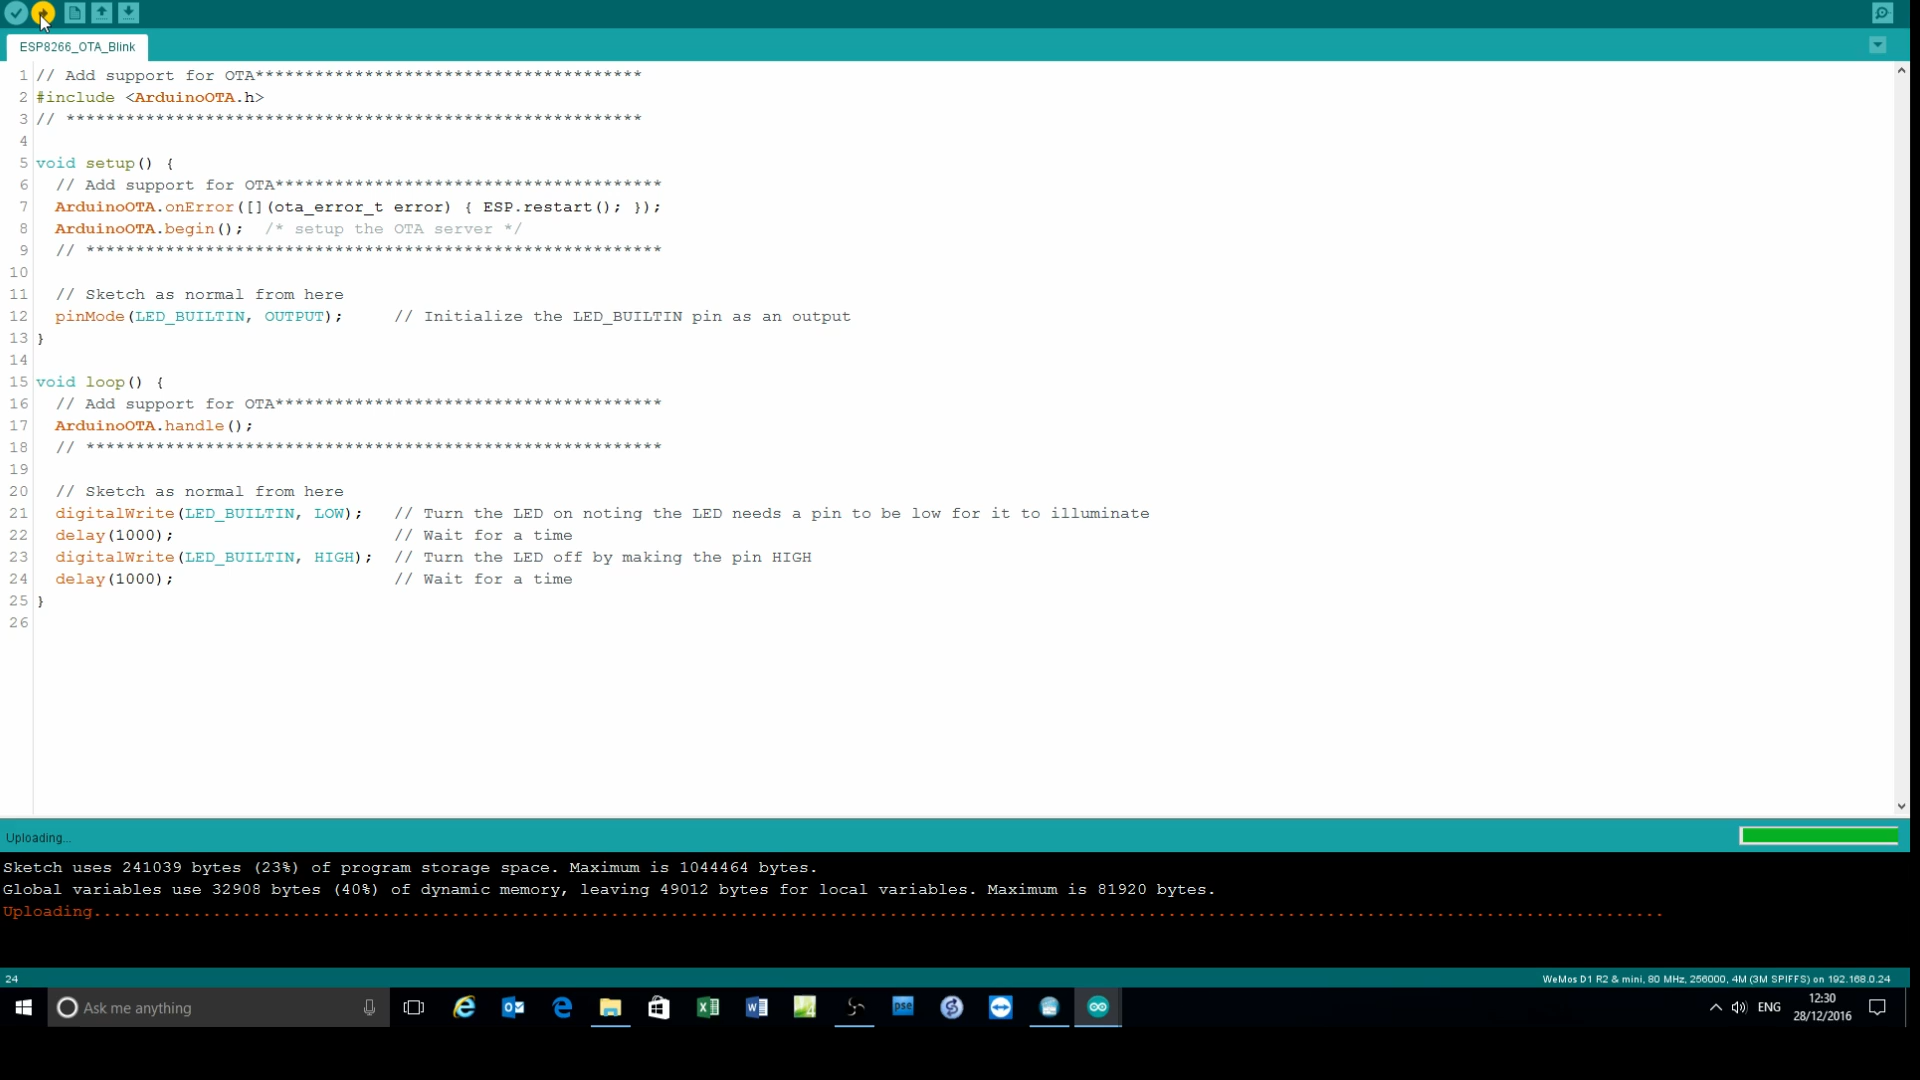 ESP8266_OTA_Blink
1 // Add support for OTA***************************************
2 #include <ArduinoOTA.h>
3 // **********************************************************
4
5 void setup() {
6 // Add support for OTA***************************************
7 ArduinoOTA.onError([](ota_error_t error) { ESP.restart(); });
8 ArduinoOTA.begin(); /* setup the OTA server */
9 // **********************************************************
10
11 // Sketch as normal from here
12 pinMode(LED_BUILTIN, OUTPUT); // Initialize the LED_BUILTIN pin as an output
13 }
14
15 void loop() {
16 // Add support for OTA***************************************
17 ArduinoOTA.handle();
18 // **********************************************************
19
20 // Sketch as normal from here
21 digitalWrite(LED_BUILTIN, LOW); // Turn the LED on noting the LED needs a pin to be low for it to illuminate
22 delay(1000); // Wait for a time
23 digitalWrite(LED_BUILTIN, HIGH); // Turn the LED off by making the pin HIGH
24 delay(1000); // Wait for a time
25 }
26
Uploading...
Sketch uses 241039 bytes (23%) of program storage space. Maximum is 1044464 bytes.
Global variables use 32908 bytes (40%) of dynamic memory, leaving 49012 bytes for local variables. Maximum is 81920 bytes.
Uploading..............................................................................................................................................................
24 WeMos D1 R2 & mini, 80 MHz, 256000, 4M (3M SPIFFS) on 192.168.0.24
Ask me anything
pse
ENG
12:30
28/12/2016